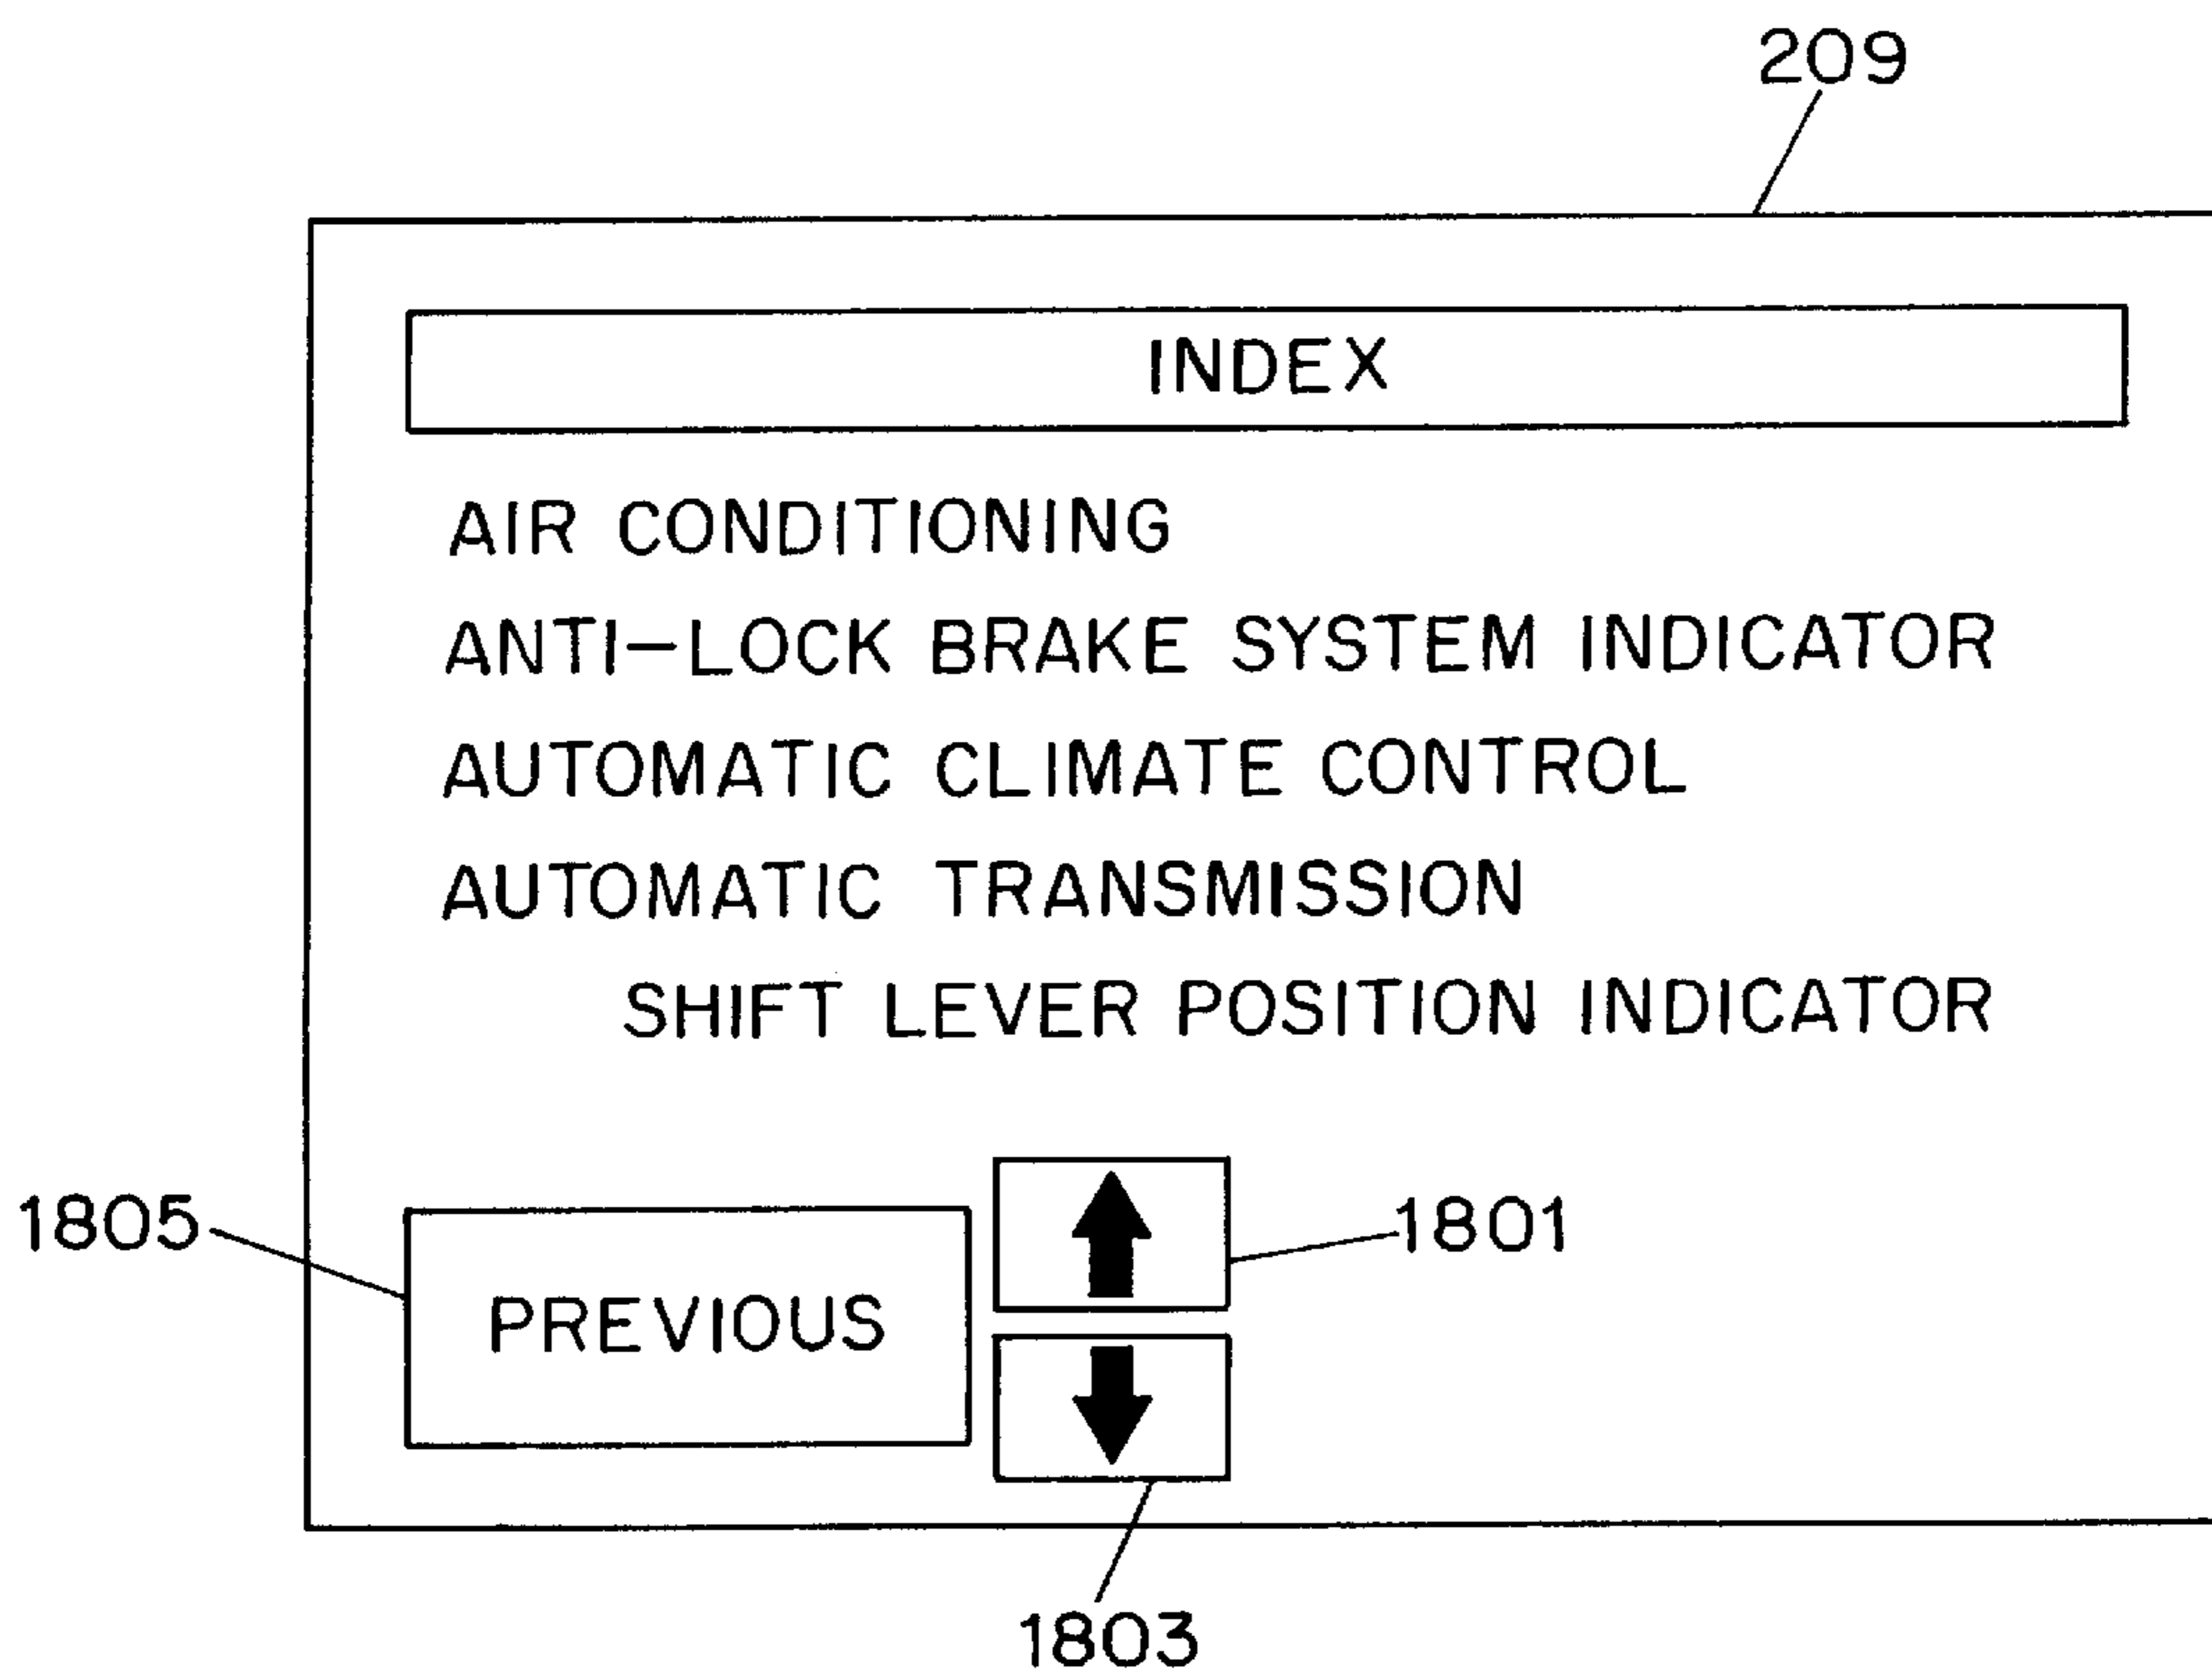 209
INDEX
AIR CONDITIONING
ANTI-LOCK BRAKE SYSTEM INDICATOR
AUTOMATIC CLIMATE CONTROL
AUTOMATIC TRANSMISSION
SHIFT LEVER POSITION INDICATOR
1805
PREVIOUS
1801
1803